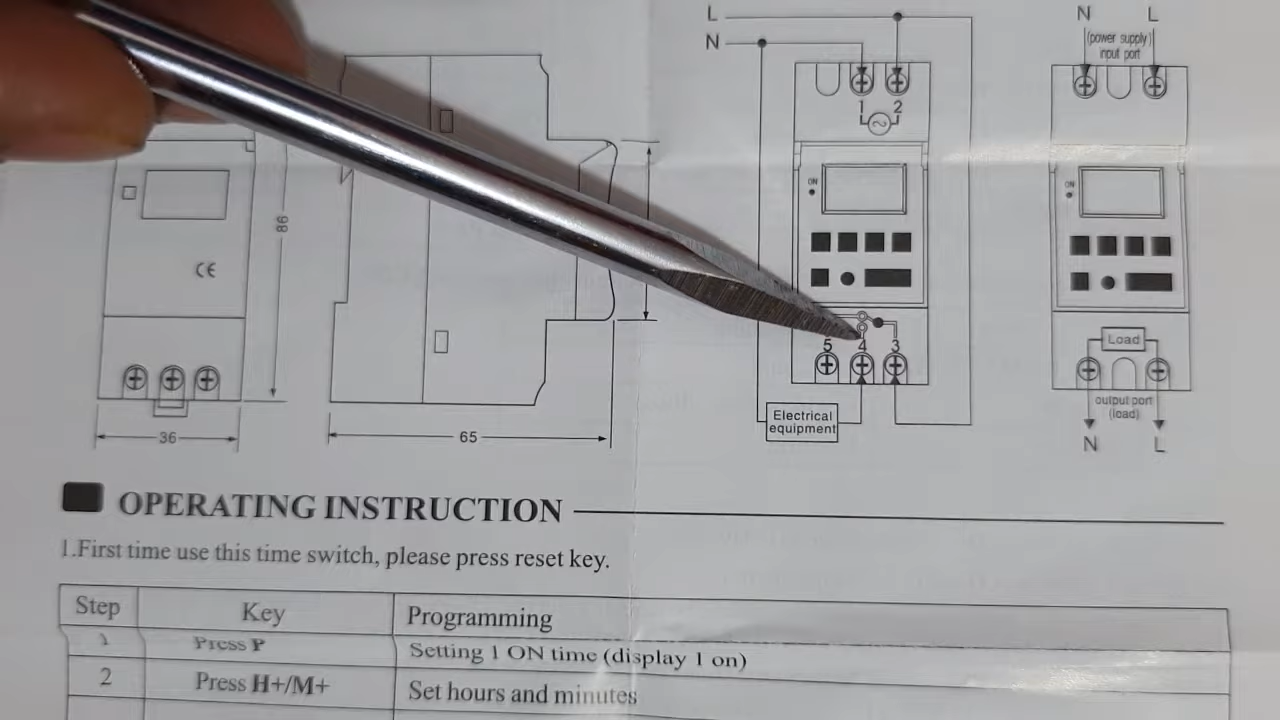 L
N
N L
(power supply)
input port
1 2
ON
ON
86
CE
5 4 3
Load
Electrical
equipment
output port
(load)
36
65
N L
OPERATING INSTRUCTION
1.First time use this time switch, please press reset key.
Step Key Programming
1 Press P Setting 1 ON time (display 1 on)
2 Press H+/M+ Set hours and minutes